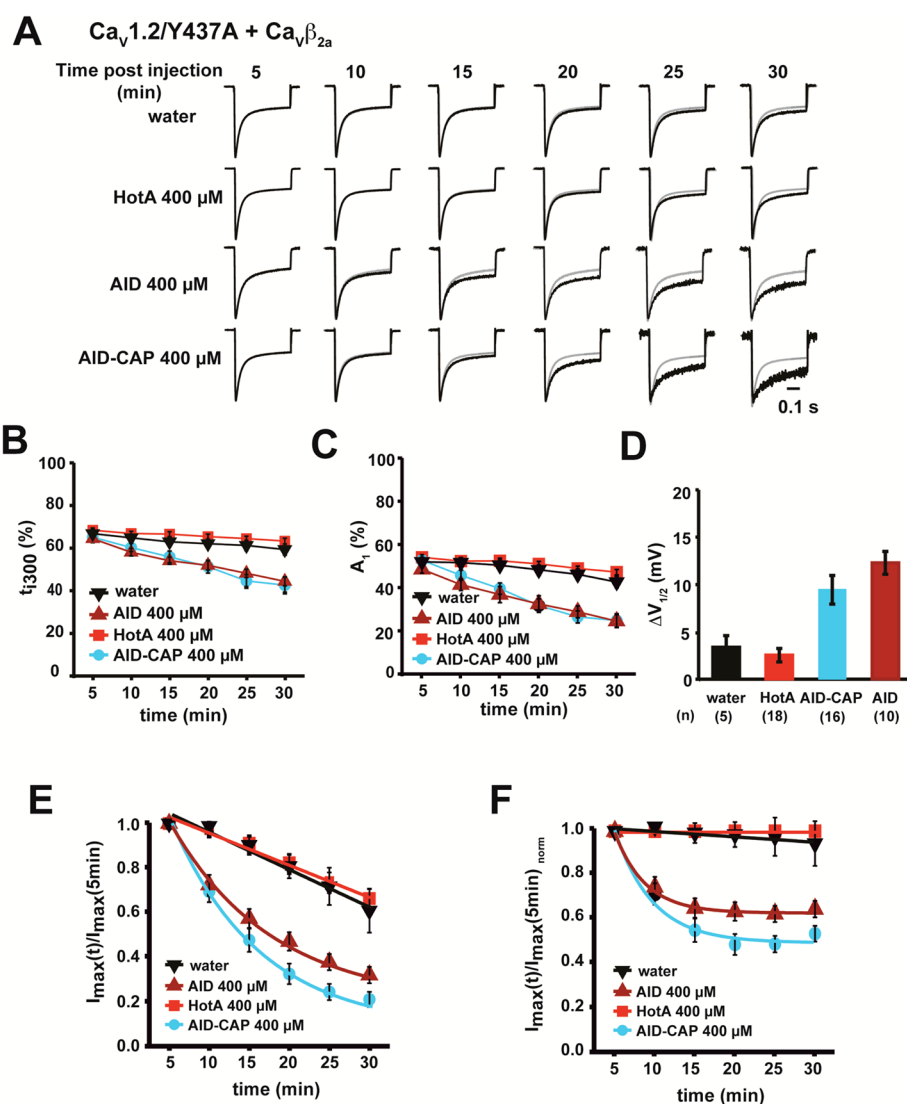 A
CaV1.2/Y437A + CaVβ2a
Time post injection 5 10 15 20 25 30
(min)
water
HotA 400 µM
AID 400 µM
AID-CAP 400 µM
0.1 s
B
100
80
60
40
20
0
ti300 (%)
water
AID 400 µM
HotA 400 µM
AID-CAP 400 µM
5 10 15 20 25 30
time (min)
C
100
80
60
40
20
0
A1 (%)
water
AID 400 µM
HotA 400 µM
AID-CAP 400 µM
5 10 15 20 25 30
time (min)
D
20
15
10
5
0
ΔV1/2 (mV)
water HotA AID-CAP AID
(n) (5) (18) (16) (10)
E
1.0
0.8
0.6
0.4
0.2
0.0
Imax(t)/Imax(5min)
water
AID 400 µM
HotA 400 µM
AID-CAP 400 µM
5 10 15 20 25 30
time (min)
F
1.0
0.8
0.6
0.4
0.2
0.0
Imax(t)/Imax(5min) norm
water
AID 400 µM
HotA 400 µM
AID-CAP 400 µM
5 10 15 20 25 30
time (min)